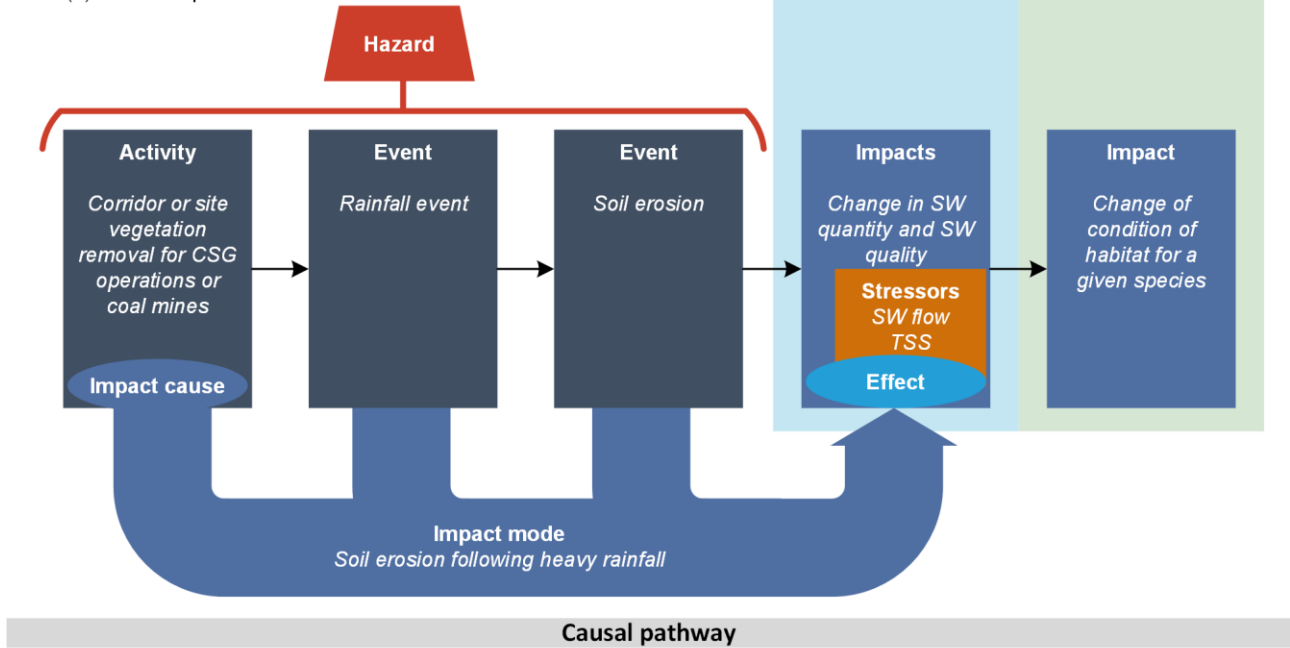 Hazard
Activity
Corridor or site
vegetation
removal for CSG
operations or
coal mines
Impact cause
Event
Rainfall event
Event
Soil erosion
Impacts
Change in SW
quantity and SW
quality
Stressors
SW flow
TSS
Effect
Impact
Change of
condition of
habitat for a
given species
Impact mode
Soil erosion following heavy rainfall
Causal pathway